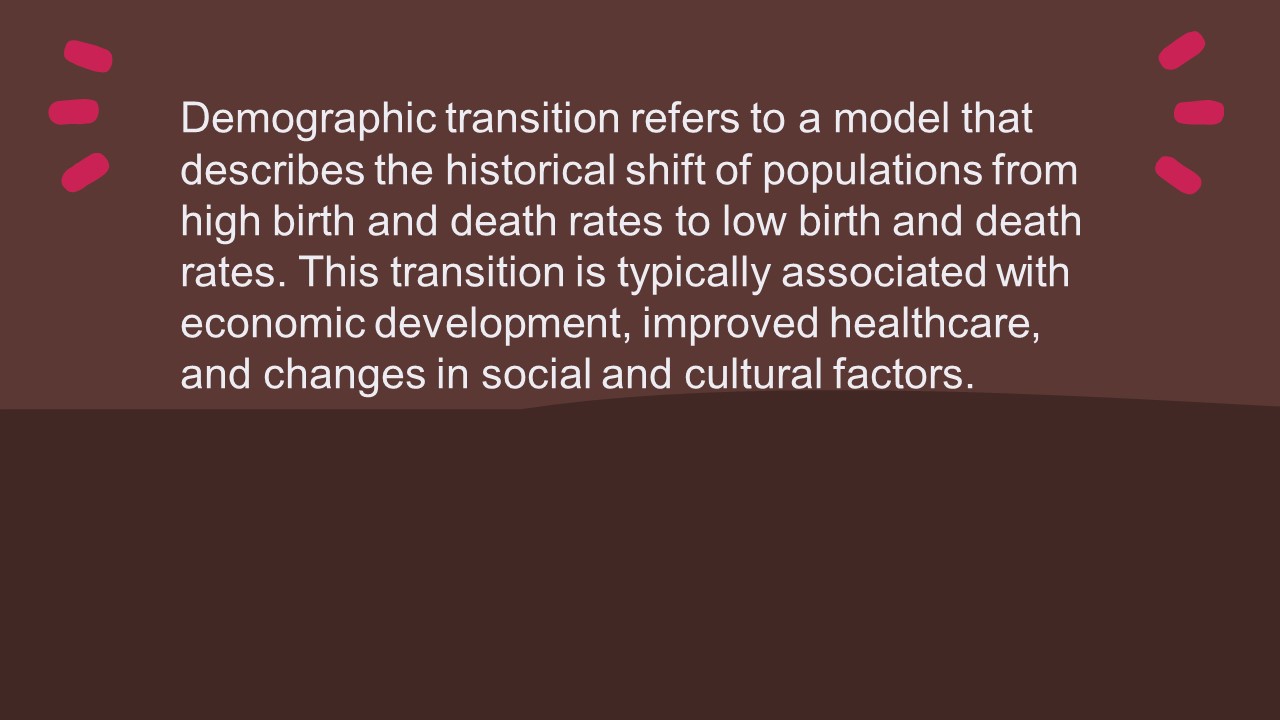 Demographic transition refers to a model that
describes the historical shift of populations from
high birth and death rates to low birth and death
rates. This transition is typically associated with
economic development, improved healthcare,
and changes in social and cultural factors.